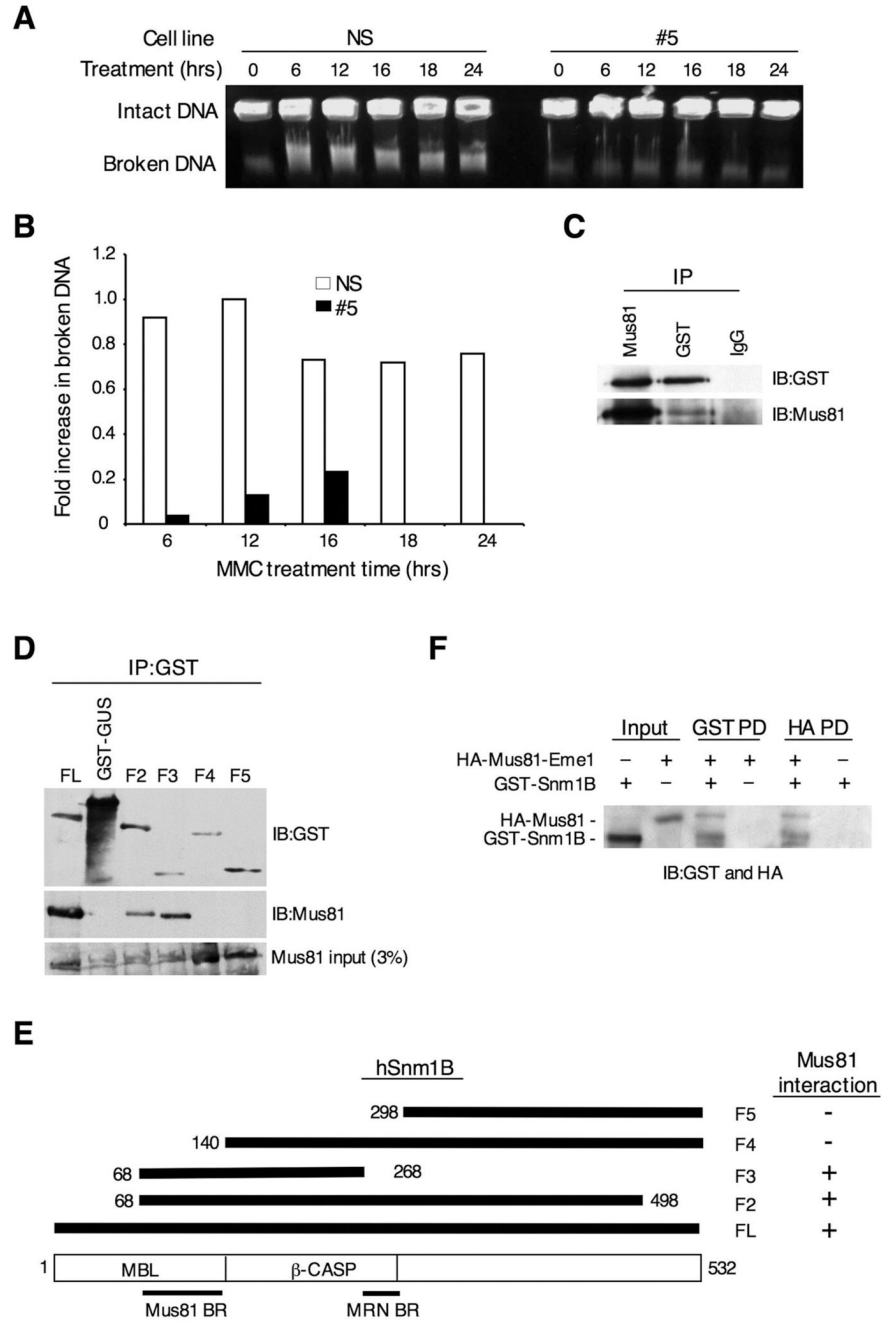 A
Cell line NS #5
Treatment (hrs) 0 6 12 16 18 24 0 6 12 16 18 24
Intact DNA
Broken DNA
B
Fold increase in broken DNA
1.2
1.0
0.8
0.6
0.4
0.2
0
NS
#5
6 12 16 18 24
MMC treatment time (hrs)
C
IP
Mus81 GST IgG
IB:GST
IB:Mus81
D
IP:GST
FL GST-GUS F2 F3 F4 F5
IB:GST
IB:Mus81
Mus81 input (3%)
F
Input GST PD HA PD
HA-Mus81-Eme1 – + + + + –
GST-Snm1B + – + – + +
HA-Mus81 -
GST-Snm1B -
IB:GST and HA
E
hSnm1B
Mus81
interaction
298 F5 -
140 F4 -
68 268 F3 +
68 498 F2 +
FL +
1 MBL β-CASP 532
Mus81 BR MRN BR